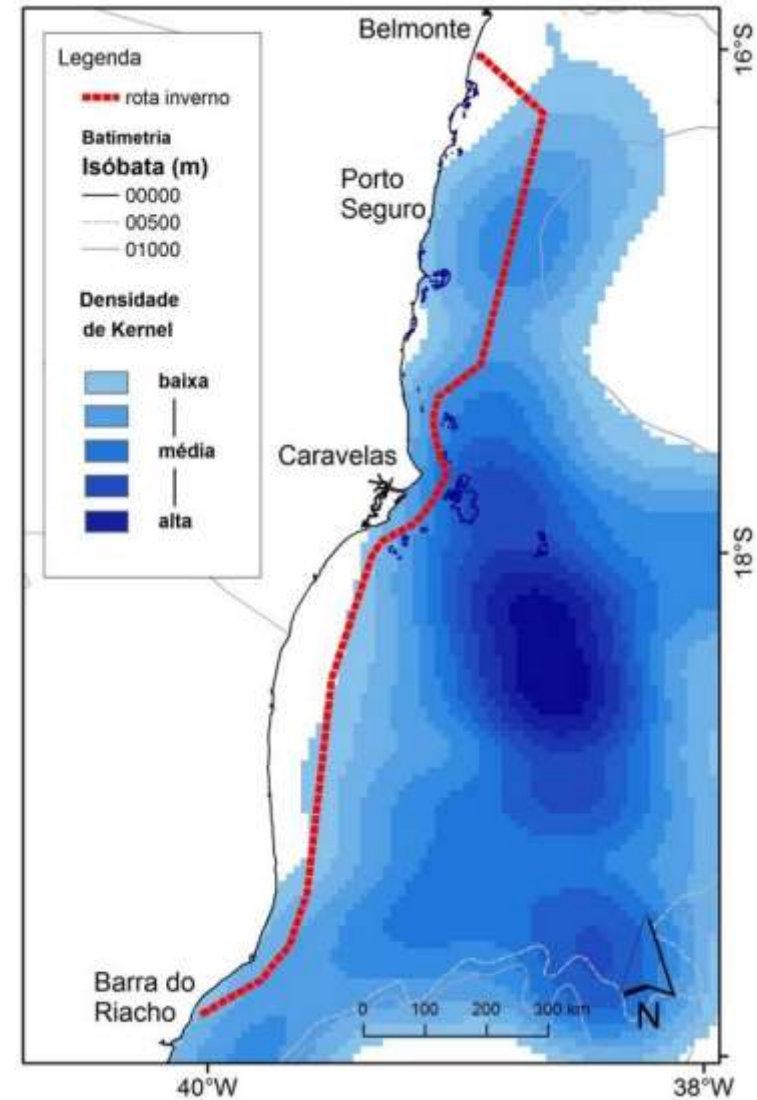 Belmonte
16°S
Legenda
rota inverno
Batimetria
Isóbata (m)
00000
00500
01000
Porto
Seguro
Densidade
de Kernel
baixa
média
alta
Caravelas
18°S
Barra do
Riacho
0 100 200 300 km
N
40°W
38°W